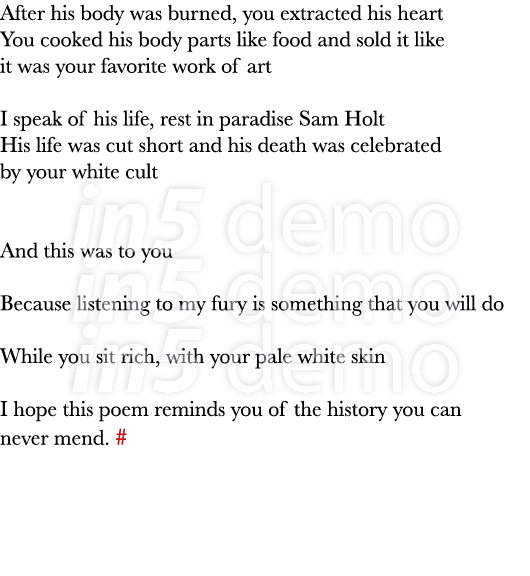 After his body was burned, you extracted his heart
You cooked his body parts like food and sold it like
it was your favorite work of art
I speak of his life, rest in paradise Sam Holt
His life was cut short and his death was celebrated
by your white cult
in5 demo
And this was to you
in5 demo
Because listening to my fury is something that you will do
in5 demo
While you sit rich, with your pale white skin
I hope this poem reminds you of the history you can
never mend. #